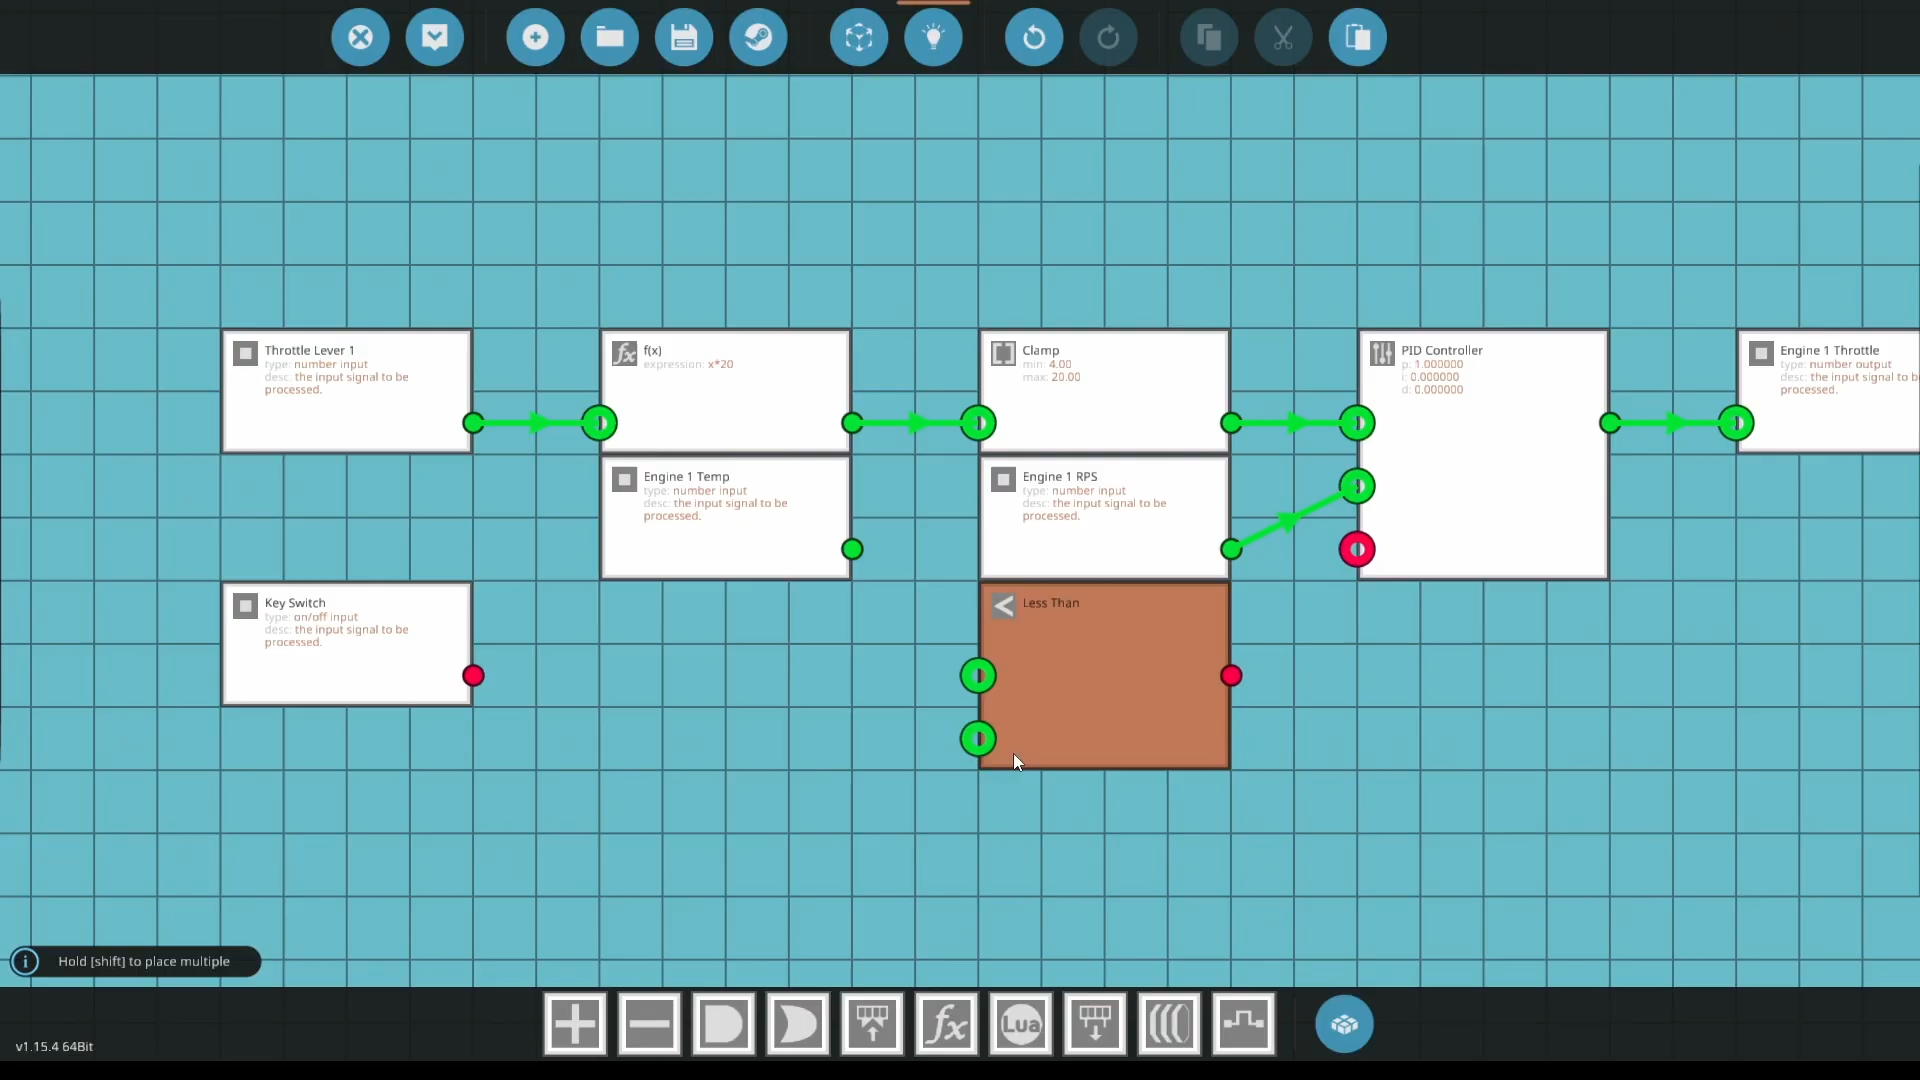 Throttle Lever 1
type: number input
desc: the input signal to be
processed.
f(x)
expression: x*20
Clamp
min: 4.00
max: 20.00
PID Controller
p: 1.000000
i: 0.000000
d: 0.000000
Engine 1 Throttle
type: number output
desc: the input signal to b
processed.
Engine 1 Temp
type: number input
desc: the input signal to be
processed.
Engine 1 RPS
type: number input
desc: the input signal to be
processed.
Key Switch
type: on/off input
desc: the input signal to be
processed.
Less Than
Hold [shift] to place multiple
fx
Lua
v1.15.4 64Bit